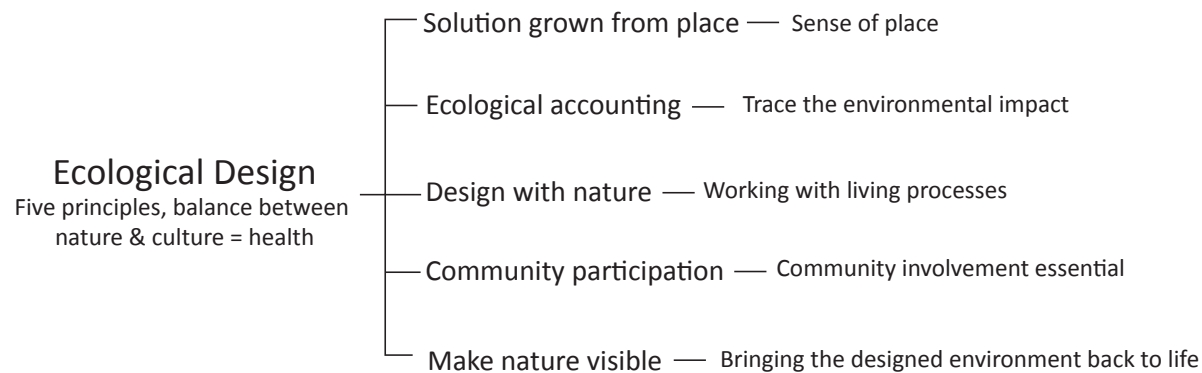 Solution grown from place
Sense of place
Ecological accounting
Trace the environmental impact
Ecological Design
Five principles, balance between
nature & culture = health
Design with nature
Working with living processes
Community participation
Community involvement essential
Make nature visible
Bringing the designed environment back to life